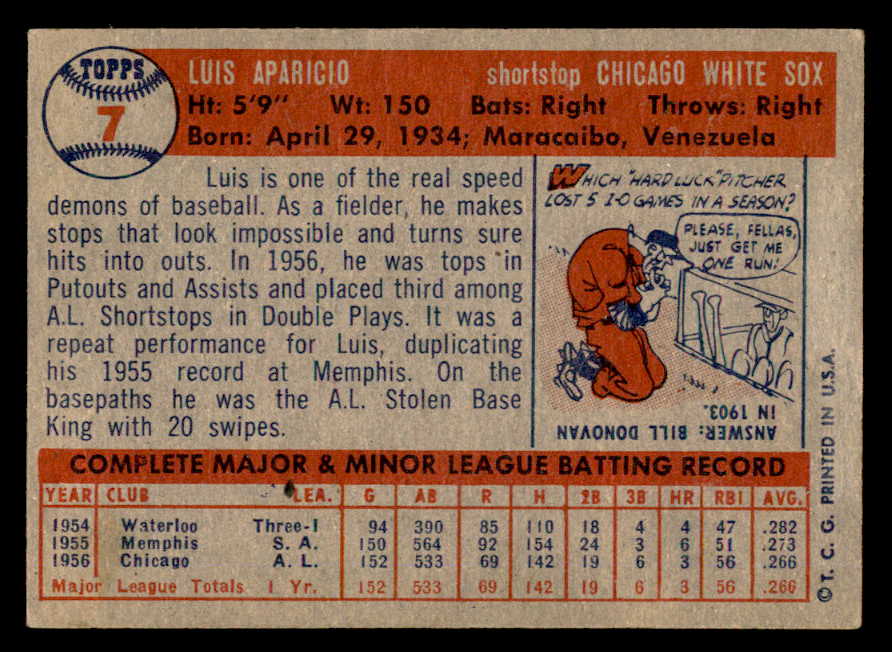 TOPPS
7
LUIS APARICIO shortstop CHICAGO WHITE SOX
Ht: 5'9" Wt: 150 Bats: Right Throws: Right
Born: April 29, 1934; Maracaibo, Venezuela
Luis is one of the real speed
demons of baseball. As a fielder, he makes
stops that look impossible and turns sure
hits into outs. In 1956, he was tops in
Putouts and Assists and placed third among
A.L. Shortstops in Double Plays. It was a
repeat performance for Luis, duplicating
his 1955 record at Memphis. On the
basepaths he was the A.L. Stolen Base
King with 20 swipes.
WHICH "HARD LUCK" PITCHER
LOST 5 1-0 GAMES IN A SEASON?
PLEASE, FELLAS,
JUST GET ME
ONE RUN!
ANSWER: BILL DONOVAN
IN 1903.
COMPLETE MAJOR & MINOR LEAGUE BATTING RECORD
YEAR CLUB LEA. G AB R H 2B 3B HR RBI AVG.
1954 Waterloo Three-I 94 390 85 110 18 4 4 47 .282
1955 Memphis S. A. 150 564 92 154 24 3 6 51 .273
1956 Chicago A. L. 152 533 69 142 19 6 3 56 .266
Major League Totals 1 Yr. 152 533 69 142 19 6 3 56 .266
©T. C. G. PRINTED IN U.S.A.